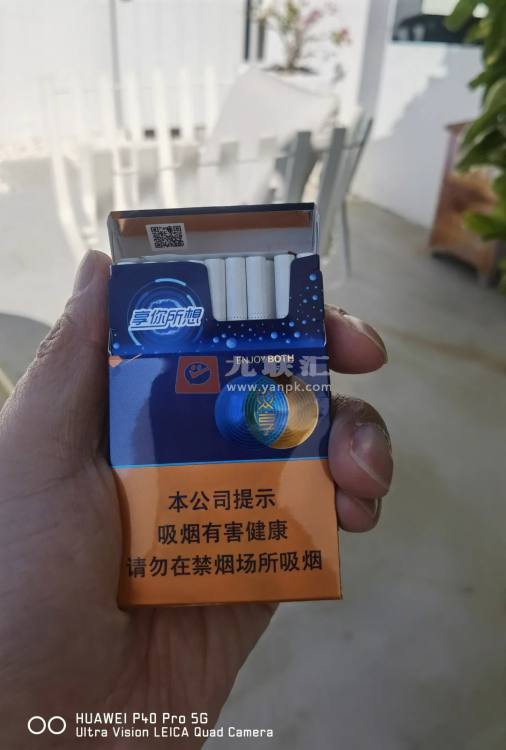 享你所想
ENJOY BOTH
九联汇
www.yanpk.com
双享
本公司提示
吸烟有害健康
请勿在禁烟场所吸烟
HUAWEI P40 Pro 5G
Ultra Vision LEICA Quad Camera